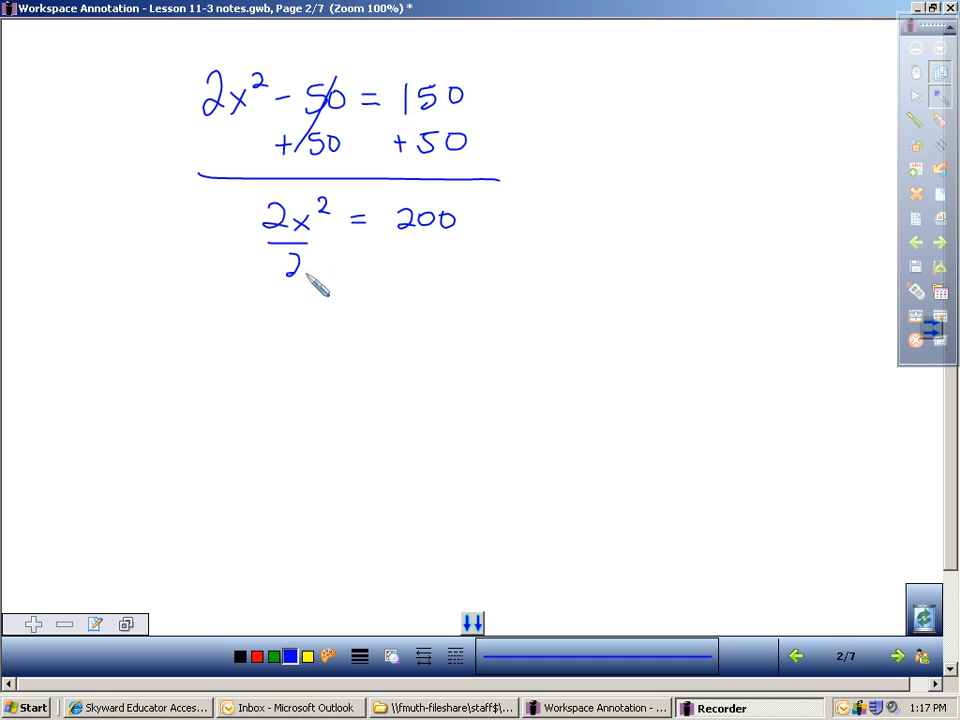 Workspace Annotation - Lesson 11-3 notes.gwb, Page 2/7 (Zoom 100%) *
2x² - 50 = 150
+ 50 + 50
2x² = 200
2
2/7
Start
Skyward Educator Acces...
Inbox - Microsoft Outlook
\\fmuth-fileshare\staff$\...
Workspace Annotation - ...
Recorder
1:17 PM